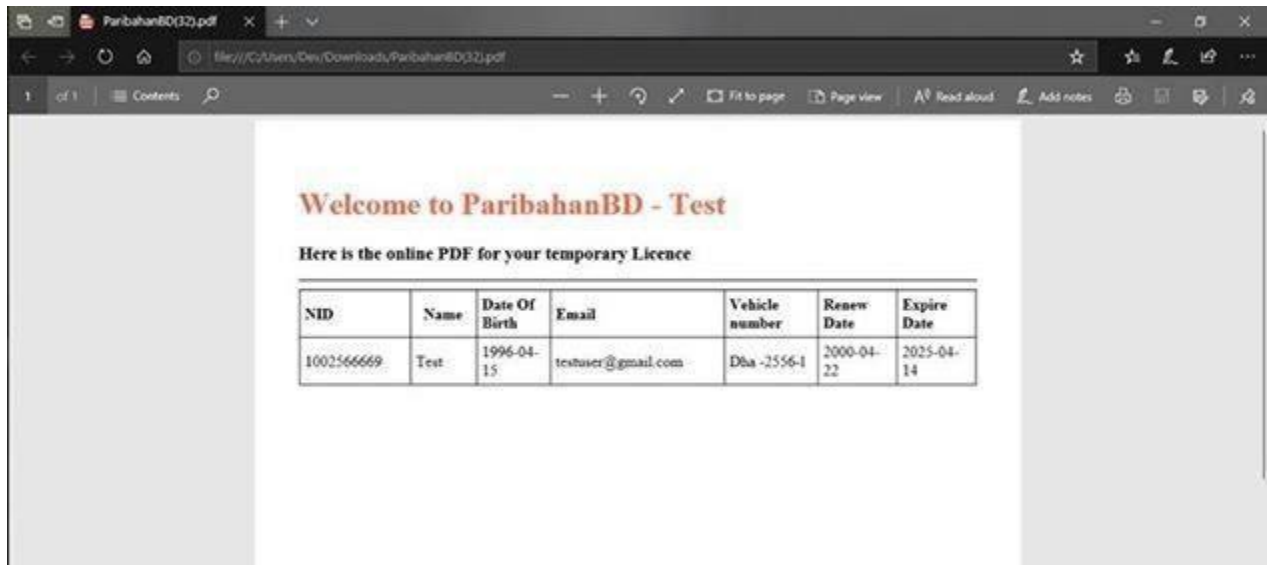 ParibahanBD(32).pdf
file:///C:/Users/Dev/Downloads/ParibahanBD(32).pdf
1 of 1 Contents Fit to page Page view Read aloud Add notes
Welcome to ParibahanBD - Test
Here is the online PDF for your temporary Licence
NID Name Date Of Birth Email Vehicle number Renew Date Expire Date
1002566669 Test 1996-04-15 testuser@gmail.com Dha -2556-1 2000-04-22 2025-04-14